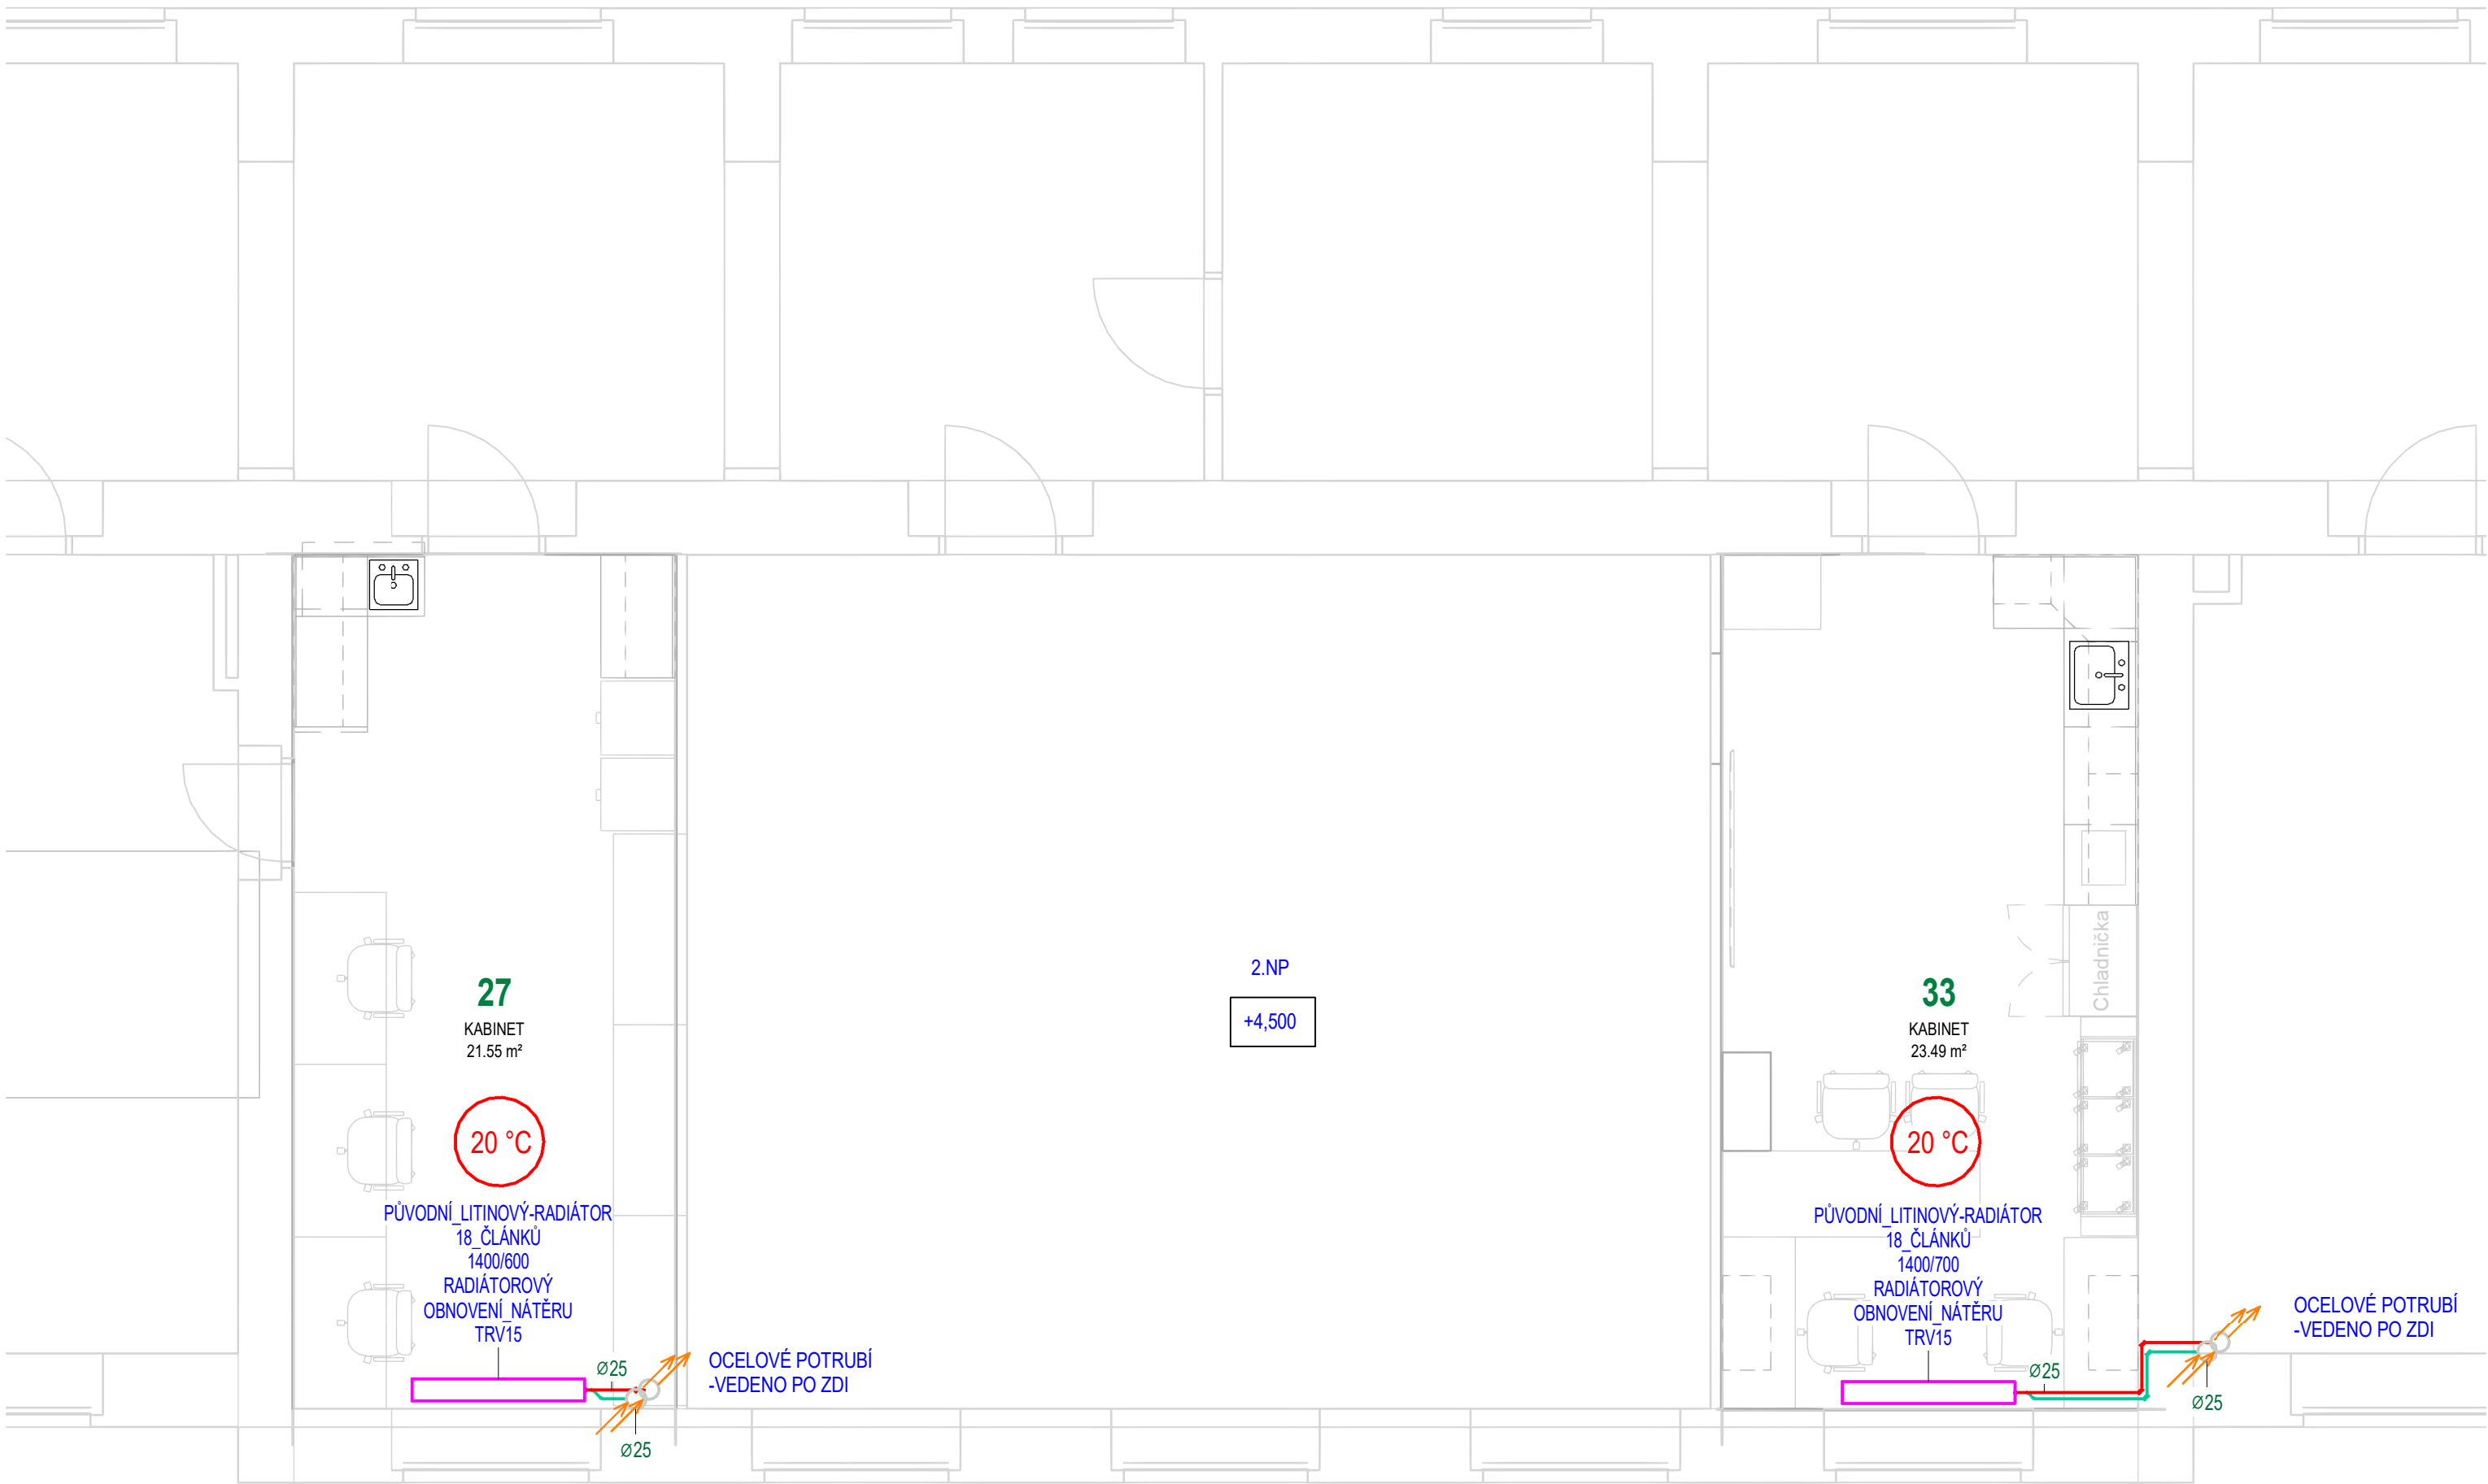 2.NP
+4,500
27
KABINET
21.55 m²
20 °C
PŮVODNÍ_LITINOVÝ-RADIÁTOR
18_ČLÁNKŮ
1400/600
RADIÁTOROVÝ
OBNOVENÍ_NÁTĚRU
TRV15
Ø25
Ø25
OCELOVÉ POTRUBÍ
-VEDENO PO ZDI
Chladnička
33
KABINET
23.49 m²
20 °C
PŮVODNÍ_LITINOVÝ-RADIÁTOR
18_ČLÁNKŮ
1400/700
RADIÁTOROVÝ
OBNOVENÍ_NÁTĚRU
TRV15
Ø25
Ø25
OCELOVÉ POTRUBÍ
-VEDENO PO ZDI